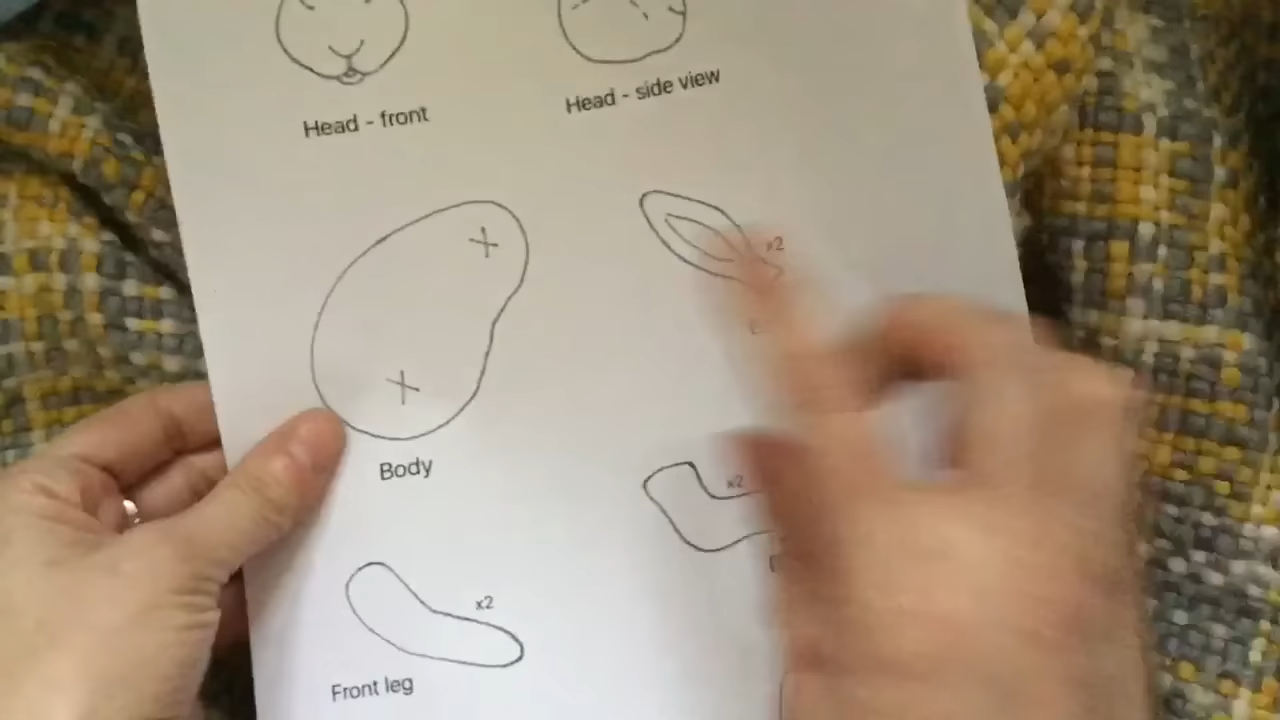 Head - front
Head - side view
x2
Body
x2
x2
Front leg